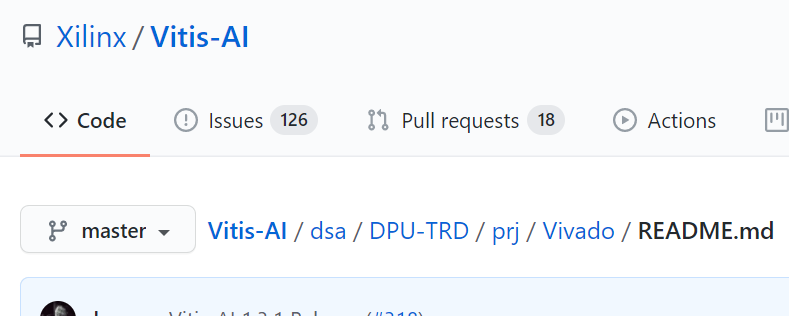 Xilinx / Vitis-AI
Code Issues 126 Pull requests 18 Actions
master Vitis-AI / dsa / DPU-TRD / prj / Vivado / README.md